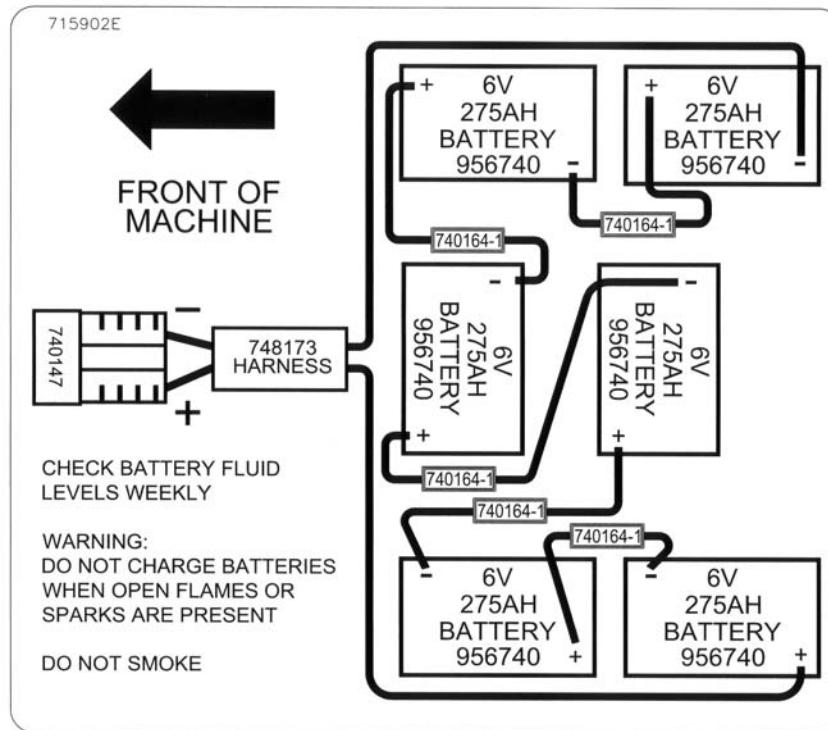 715902E
FRONT OF
MACHINE
+
6V
275AH
BATTERY
956740
-
+
6V
275AH
BATTERY
956740
-
740164-1
740164-1
-
6V
275AH
BATTERY
956740
+
-
6V
275AH
BATTERY
956740
+
740147
-
+
748173
HARNESS
740164-1
740164-1
740164-1
-
6V
275AH
BATTERY
956740
+
-
6V
275AH
BATTERY
956740
+
CHECK BATTERY FLUID
LEVELS WEEKLY
WARNING:
DO NOT CHARGE BATTERIES
WHEN OPEN FLAMES OR
SPARKS ARE PRESENT
DO NOT SMOKE